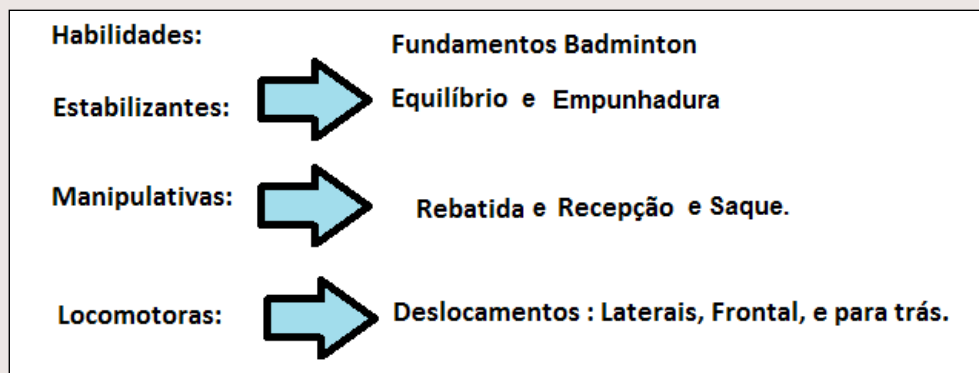 Habilidades:
Fundamentos Badminton
Estabilizantes:
Equilíbrio e Empunhadura
Manipulativas:
Rebatida e Recepção e Saque.
Locomotoras:
Deslocamentos : Laterais, Frontal, e para trás.